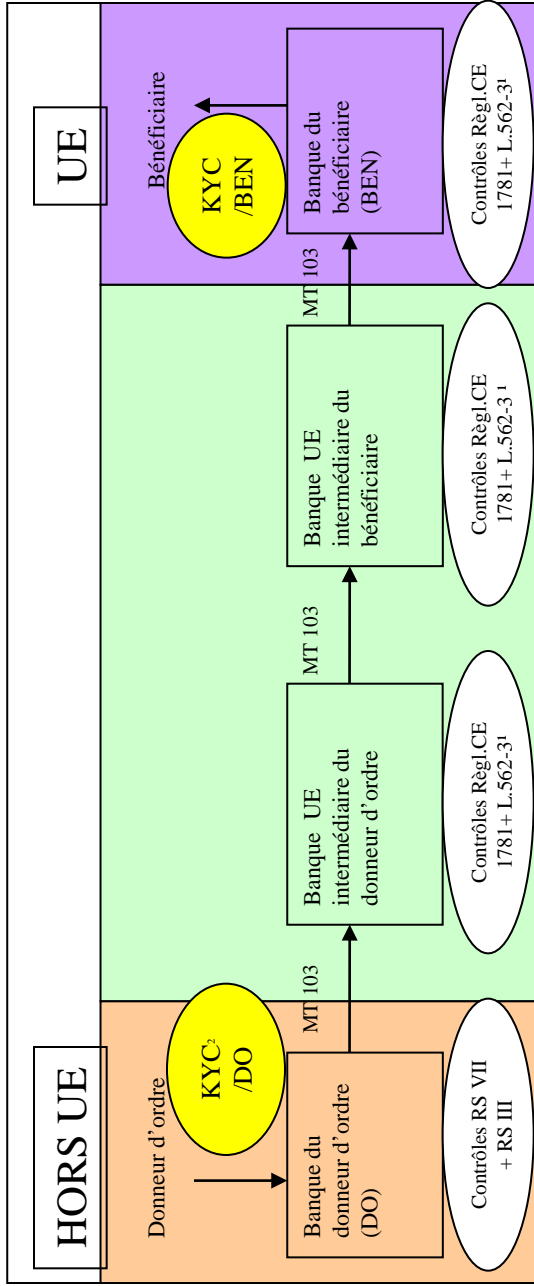 HORS UE
UE
Donneur d’ordre
KYC²
/DO
Bénéficiaire
KYC
/BEN
Banque du
donneur d’ordre
(DO)
MT 103
Banque UE
intermédiaire du
donneur d’ordre
MT 103
Banque UE
intermédiaire du
bénéficiaire
MT 103
Banque du
bénéficiaire
(BEN)
Contrôles RS VII
+ RS III
Contrôles Règl.CE
1781+ L.562-3¹
Contrôles Règl.CE
1781+ L.562-3 ¹
Contrôles Règl.CE
1781+ L.562-3¹